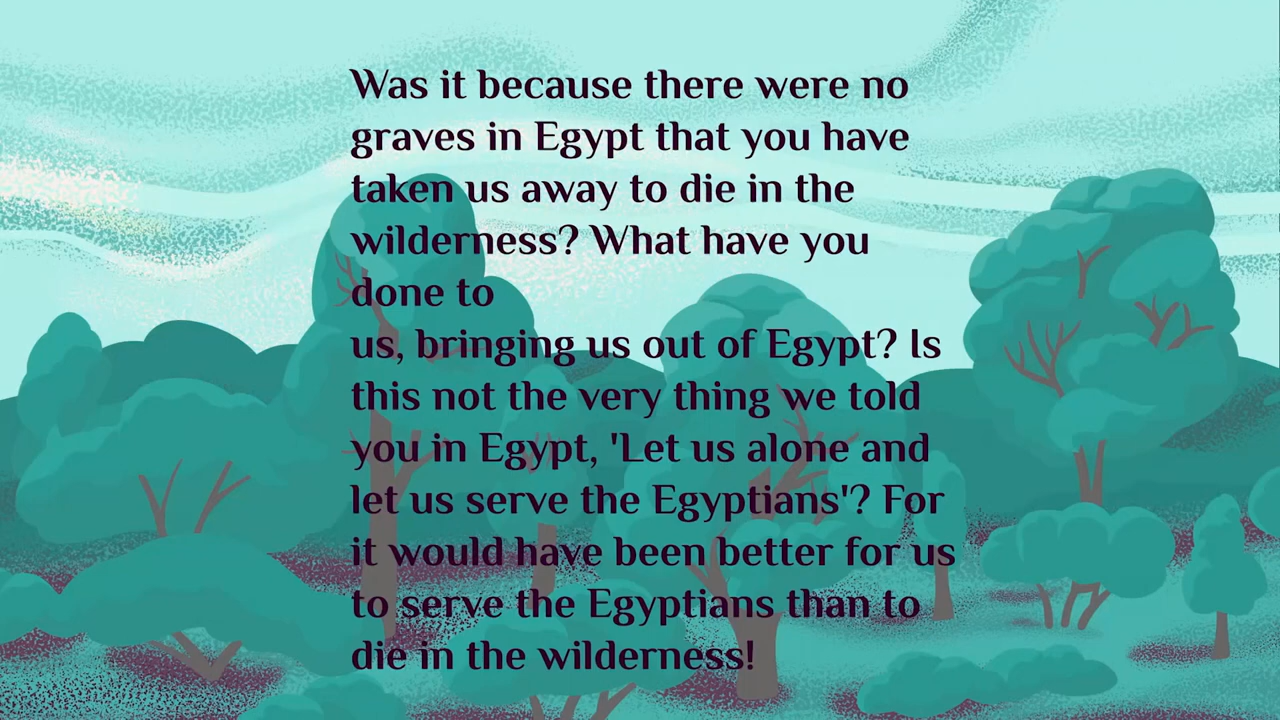 Was it because there were no
graves in Egypt that you have
taken us away to die in the
wilderness? What have you
done to
us, bringing us out of Egypt? Is
this not the very thing we told
you in Egypt, 'Let us alone and
let us serve the Egyptians'? For
it would have been better for us
to serve the Egyptians than to
die in the wilderness!